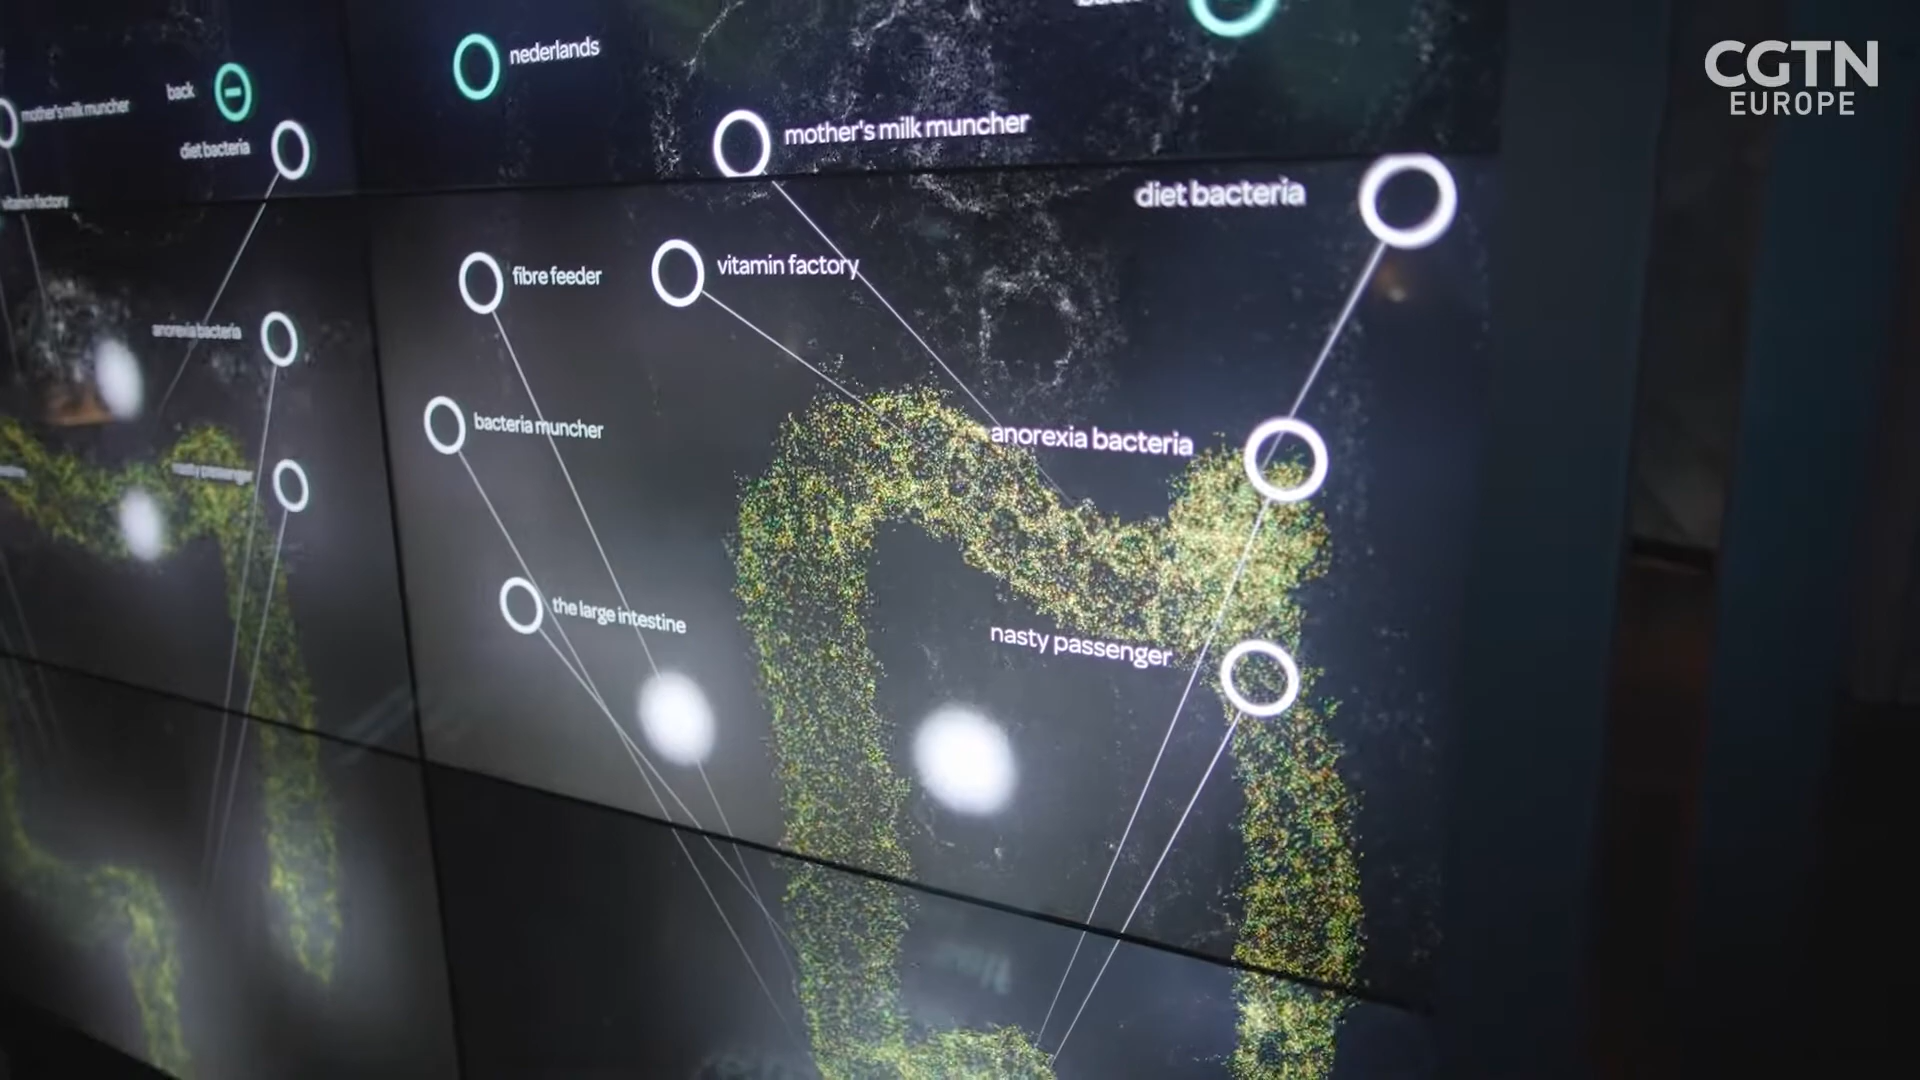 CGTN
EUROPE
nederlands
back
mother's milk muncher
diet bacteria
vitamin factory
anorexia bacteria
nasty passenger
mother's milk muncher
diet bacteria
fibre feeder
vitamin factory
bacteria muncher
anorexia bacteria
the large intestine
nasty passenger